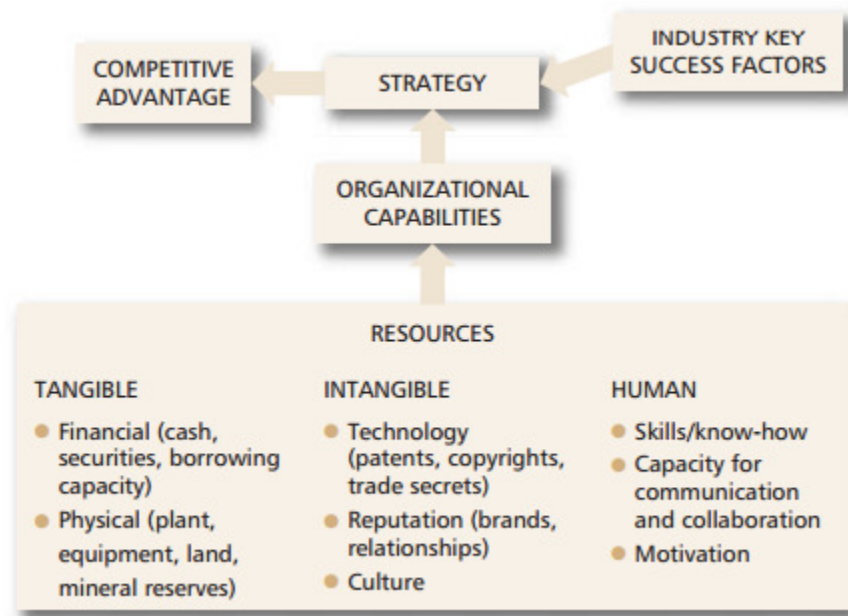 COMPETITIVE
ADVANTAGE
STRATEGY
INDUSTRY KEY
SUCCESS FACTORS
ORGANIZATIONAL
CAPABILITIES
RESOURCES
TANGIBLE
Financial (cash,
securities, borrowing
capacity)
Physical (plant,
equipment, land,
mineral reserves)
INTANGIBLE
Technology
(patents, copyrights,
trade secrets)
Reputation (brands,
relationships)
Culture
HUMAN
Skills/know-how
Capacity for
communication
and collaboration
Motivation